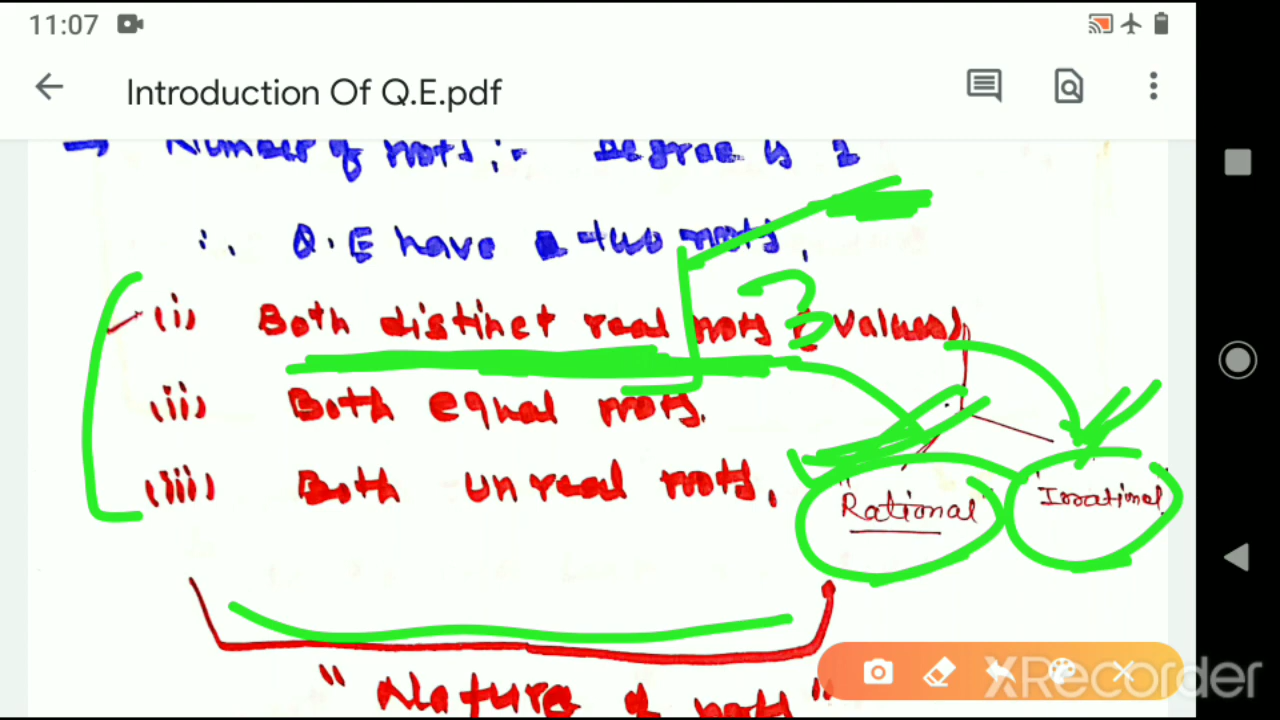 11:07
Introduction Of Q.E.pdf
→ Number of roots :- Degree is 2
∴ Q.E have a two roots.
(i) Both distinct real roots (values)
(ii) Both equal roots.
(iii) Both unreal roots.
"Rational" "Irrational"
"Nature of roots"
XRecorder